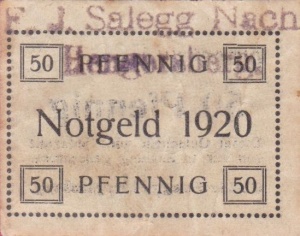 F. J. Salegg Nach
50 PFENNIG 50
Notgeld 1920
50 PFENNIG 50